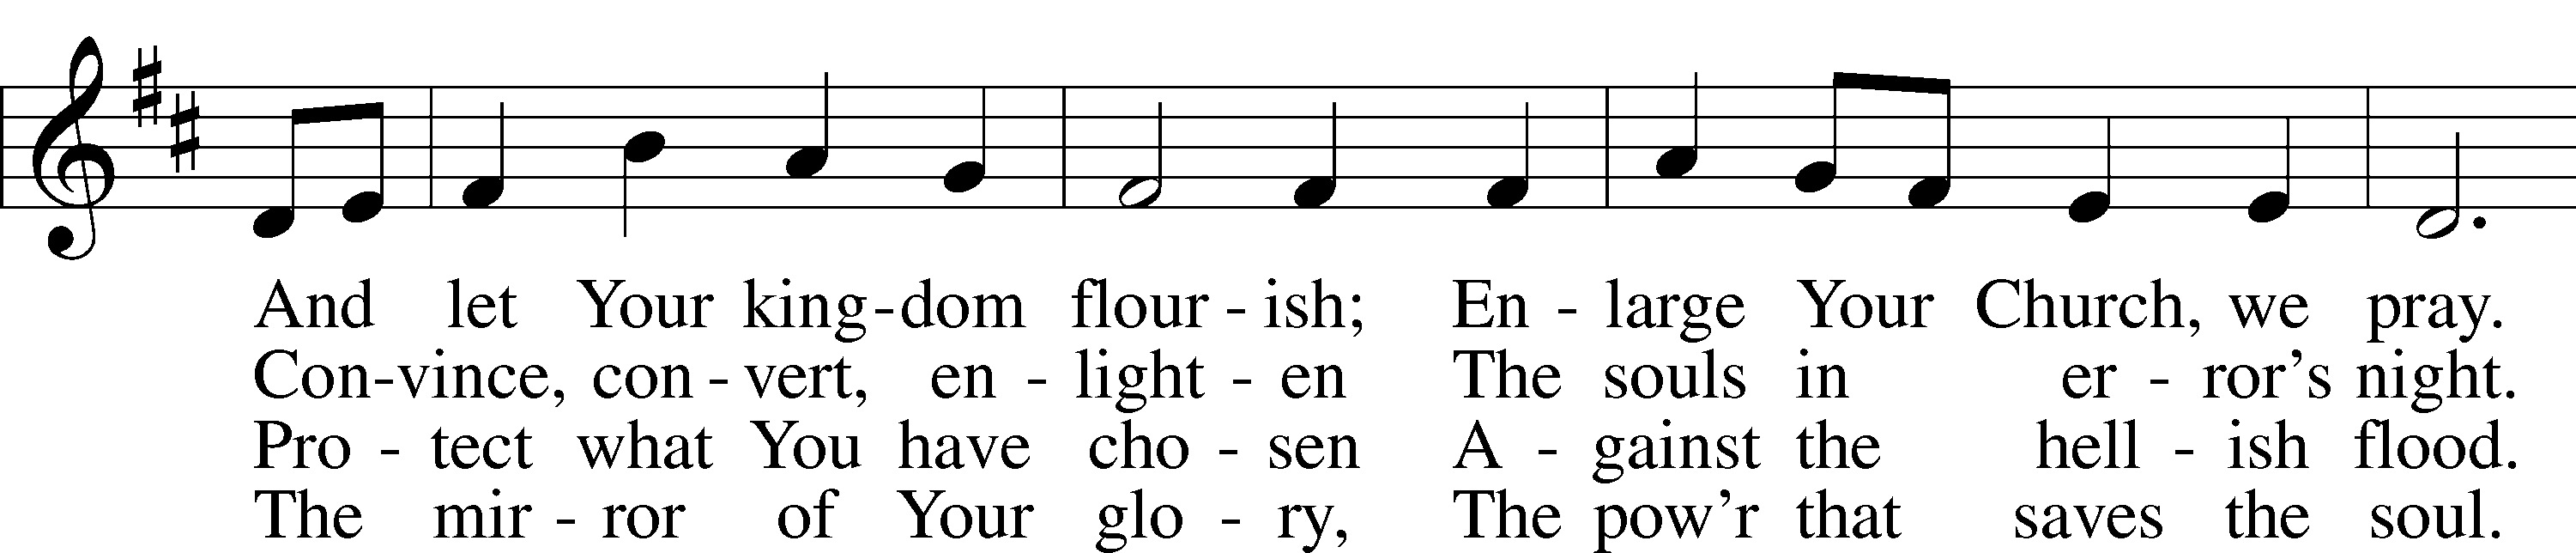 And let Your king-dom flour-ish; En-large Your Church, we pray.
Con-vince, con-vert, en-light-en The souls in er-ror's night.
Pro-tect what You have cho-sen A-gainst the hell-ish flood.
The mir-ror of Your glo-ry, The pow'r that saves the soul.